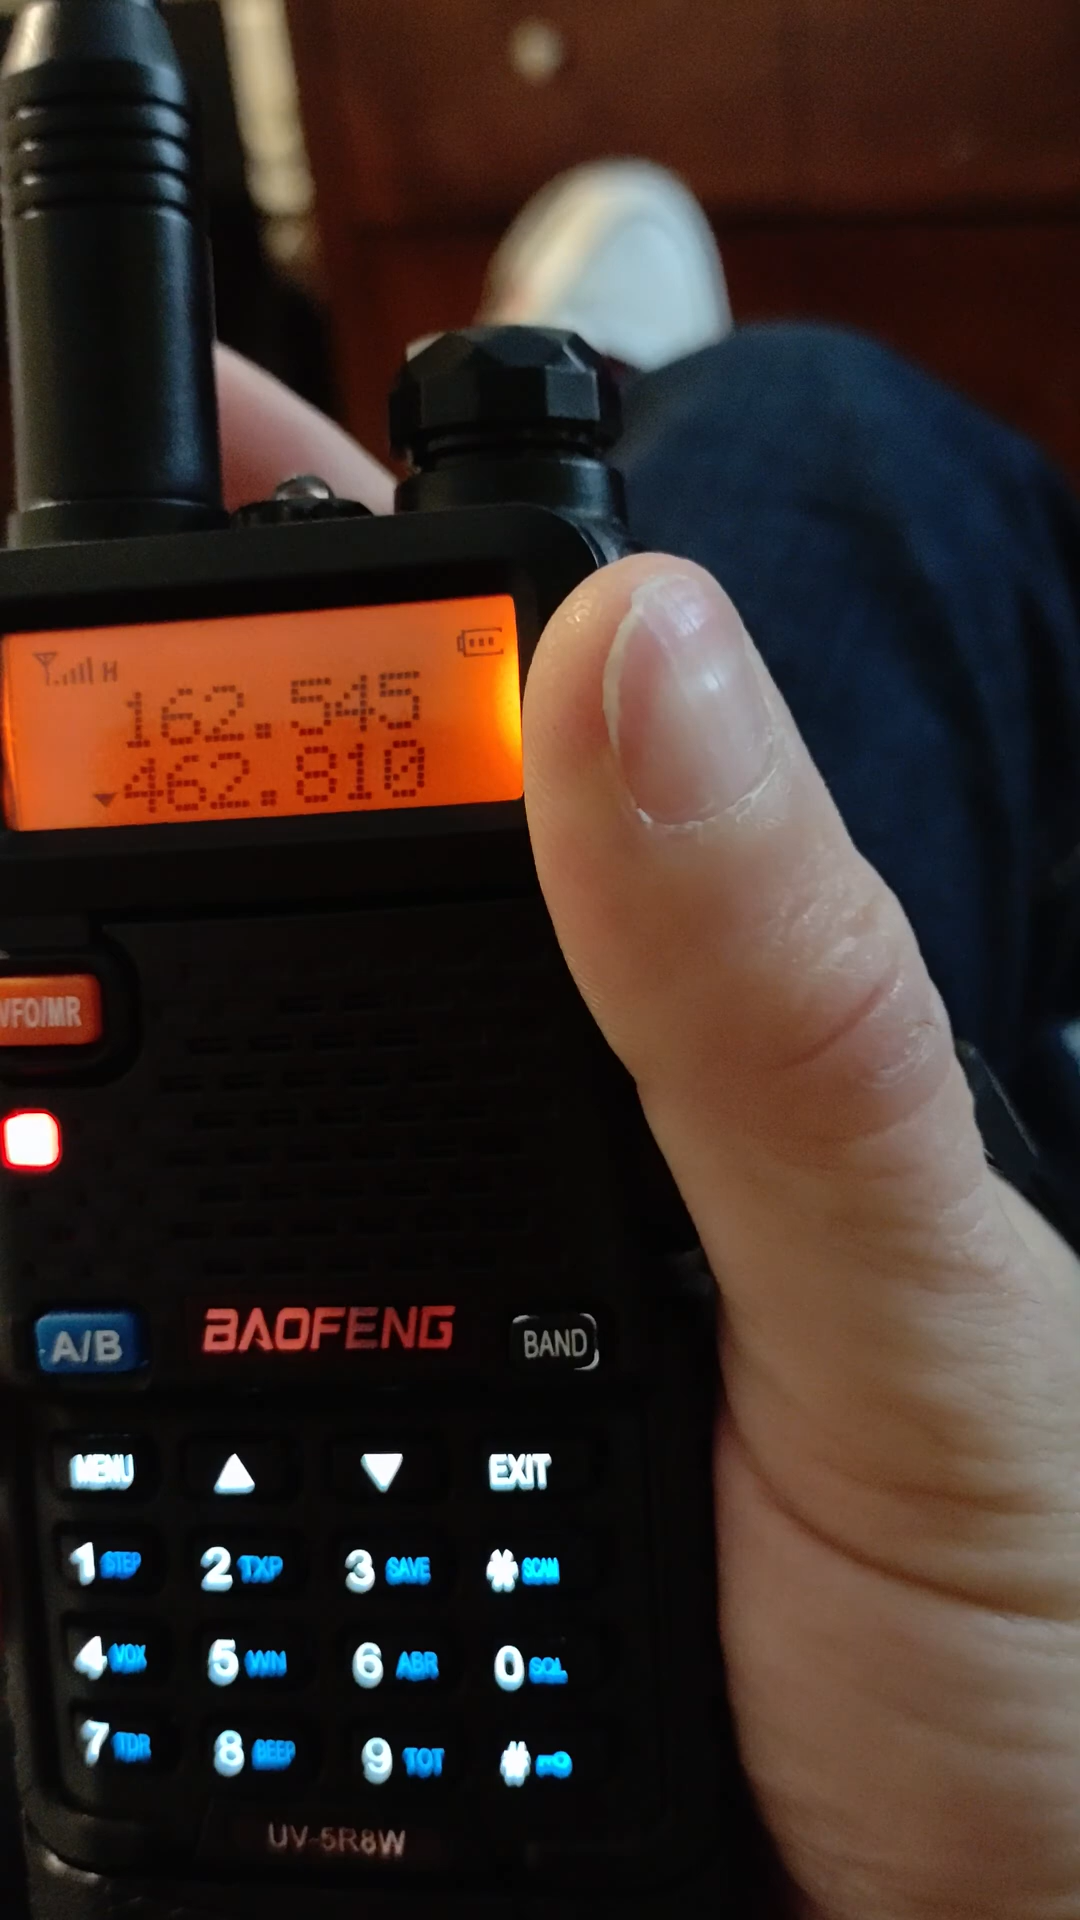 H
162.545
462.810
VFO/MR
A/B BAOFENG BAND
MENU ▲ ▼ EXIT
1 STEP 2 TXP 3 SAVE * SCAN
4 VOX 5 WN 6 ABR 0 SQL
7 TDR 8 BEEP 9 TOT #
UV-5R8W